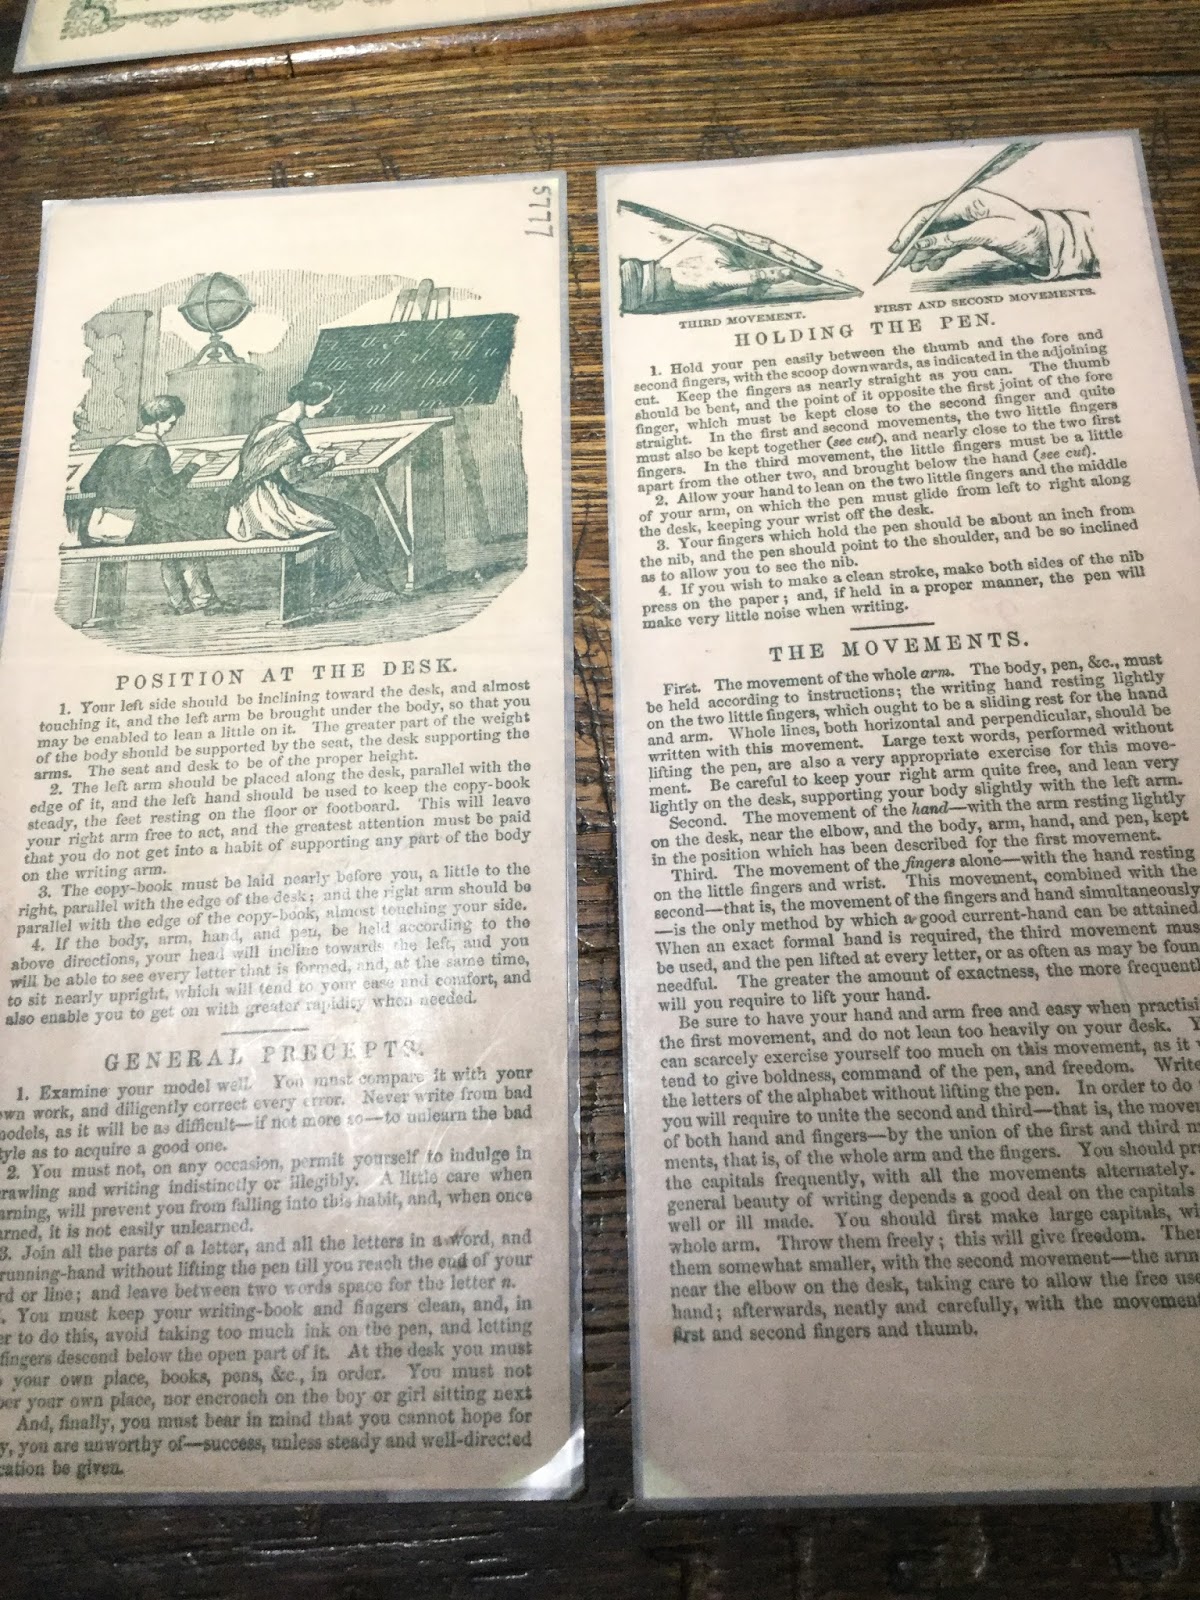 5777
POSITION AT THE DESK.
1. Your left side should be inclining toward the desk, and almost
touching it, and the left arm be brought under the body, so that you
may be enabled to lean a little on it. The greater part of the weight
of the body should be supported by the seat, the desk supporting the
arms. The seat and desk to be of the proper height.
2. The left arm should be placed along the desk, parallel with the
edge of it, and the left hand should be used to keep the copy-book
steady, the feet resting on the floor or footboard. This will leave
your right arm free to act, and the greatest attention must be paid
that you do not get into a habit of supporting any part of the body
on the writing arm.
3. The copy-book must be laid nearly before you, a little to the
right, parallel with the edge of the desk; and the right arm should be
parallel with the edge of the copy-book, almost touching your side.
4. If the body, arm, hand, and pen, be held according to the
above directions, your head will incline towards the left, and you
will be able to see every letter that is formed, and, at the same time,
to sit nearly upright, which will tend to your ease and comfort, and
also enable you to get on with greater rapidity when needed.
GENERAL PRECEPTS.
1. Examine your model well. You must compare it with your
own work, and diligently correct every error. Never write from bad
models, as it will be as difficult—if not more so—to unlearn the bad
tyle as to acquire a good one.
2. You must not, on any occasion, permit yourself to indulge in
rawling and writing indistinctly or illegibly. A little care when
arning, will prevent you from falling into this habit, and, when once
arned, it is not easily unlearned.
3. Join all the parts of a letter, and all the letters in a word, and
running-hand without lifting the pen till you reach the end of your
rd or line; and leave between two words space for the letter n.
. You must keep your writing-book and fingers clean, and, in
er to do this, avoid taking too much ink on the pen, and letting
fingers descend below the open part of it. At the desk you must
your own place, books, pens, &c., in order. You must not
ber your own place, nor encroach on the boy or girl sitting next
And, finally, you must bear in mind that you cannot hope for
y, you are unworthy of—success, unless steady and well-directed
cation be given.
THIRD MOVEMENT.
FIRST AND SECOND MOVEMENTS.
HOLDING THE PEN.
1. Hold your pen easily between the thumb and the fore and
second fingers, with the scoop downwards, as indicated in the adjoining
cut. Keep the fingers as nearly straight as you can. The thumb
should be bent, and the point of it opposite the first joint of the fore
finger, which must be kept close to the second finger and quite
straight. In the first and second movements, the two little fingers
must also be kept together (see cut), and nearly close to the two first
fingers. In the third movement, the little fingers must be a little
apart from the other two, and brought below the hand (see cut).
2. Allow your hand to lean on the two little fingers and the middle
of your arm, on which the pen must glide from left to right along
the desk, keeping your wrist off the desk.
3. Your fingers which hold the pen should be about an inch from
the nib, and the pen should point to the shoulder, and be so inclined
as to allow you to see the nib.
4. If you wish to make a clean stroke, make both sides of the nib
press on the paper; and, if held in a proper manner, the pen will
make very little noise when writing.
THE MOVEMENTS.
First. The movement of the whole arm. The body, pen, &c., must
be held according to instructions; the writing hand resting lightly
on the two little fingers, which ought to be a sliding rest for the hand
and arm. Whole lines, both horizontal and perpendicular, should be
written with this movement. Large text words, performed without
lifting the pen, are also a very appropriate exercise for this move-
ment. Be careful to keep your right arm quite free, and lean very
lightly on the desk, supporting your body slightly with the left arm.
Second. The movement of the hand—with the arm resting lightly
on the desk, near the elbow, and the body, arm, hand, and pen, kept
in the position which has been described for the first movement.
Third. The movement of the fingers alone—with the hand resting
on the little fingers and wrist. This movement, combined with the
second—that is, the movement of the fingers and hand simultaneously
—is the only method by which a good current-hand can be attained.
When an exact formal hand is required, the third movement mus
be used, and the pen lifted at every letter, or as often as may be foun
needful. The greater the amount of exactness, the more frequentl
will you require to lift your hand.
Be sure to have your hand and arm free and easy when practisi
the first movement, and do not lean too heavily on your desk. Y
can scarcely exercise yourself too much on this movement, as it
tend to give boldness, command of the pen, and freedom. Write
the letters of the alphabet without lifting the pen. In order to do
you will require to unite the second and third—that is, the movem
of both hand and fingers—by the union of the first and third m
ments, that is, of the whole arm and the fingers. You should pra
the capitals frequently, with all the movements alternately.
general beauty of writing depends a good deal on the capitals
well or ill made. You should first make large capitals, wi
whole arm. Throw them freely; this will give freedom. Then
them somewhat smaller, with the second movement—the arm
near the elbow on the desk, taking care to allow the free use
hand; afterwards, neatly and carefully, with the movement
first and second fingers and thumb.